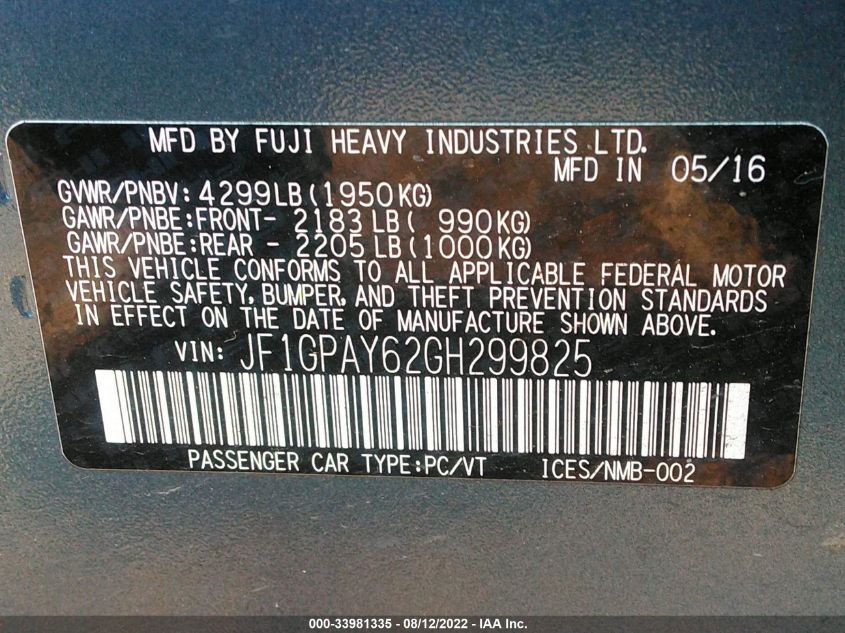 MFD BY FUJI HEAVY INDUSTRIES LTD.
MFD IN 05/16
GVWR/PNBV: 4299LB(1950KG)
GAWR/PNBE:FRONT- 2183 LB( 990KG)
GAWR/PNBE:REAR - 2205 LB(1000KG)
THIS VEHICLE CONFORMS TO ALL APPLICABLE FEDERAL MOTOR
VEHICLE SAFETY, BUMPER, AND THEFT PREVENTION STANDARDS
IN EFFECT ON THE DATE OF MANUFACTURE SHOWN ABOVE.
VIN: JF1GPAY62GH299825
PASSENGER CAR TYPE:PC/VT ICES/NMB-002
000-33981335 - 08/12/2022 - IAA Inc.